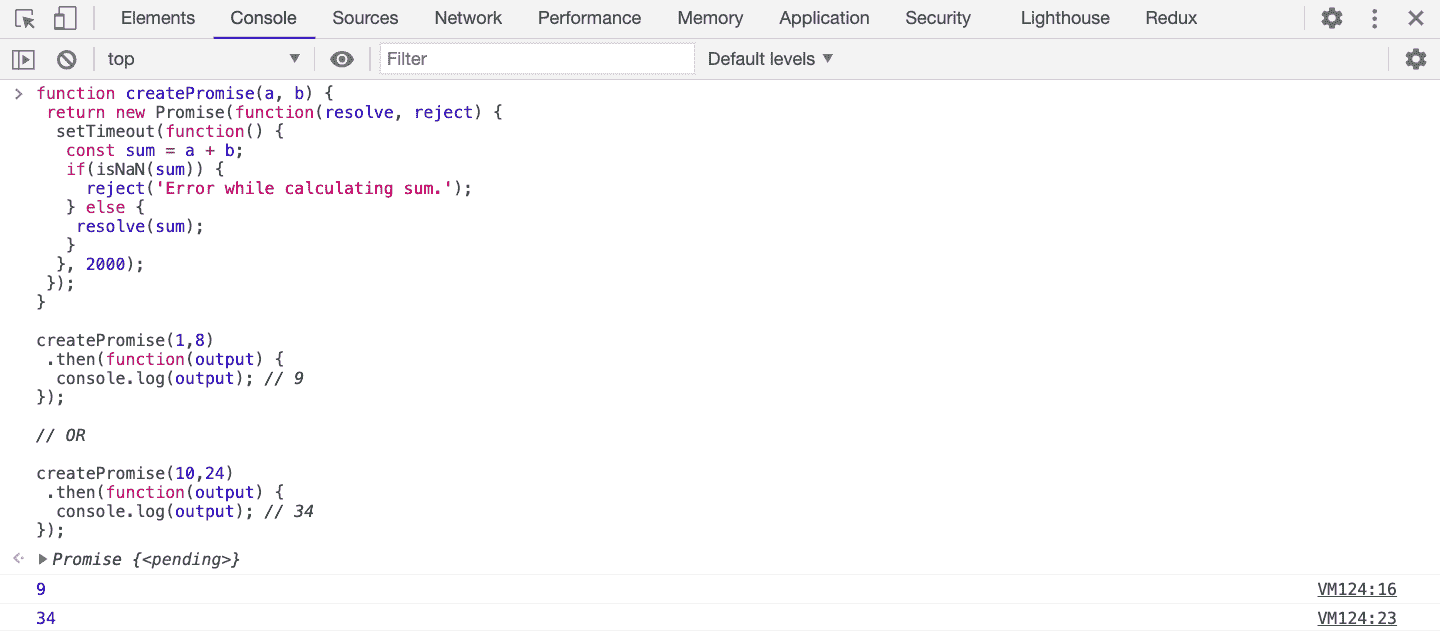 Elements Console Sources Network Performance Memory Application Security Lighthouse Redux
top Filter Default levels
function createPromise(a, b) {
 return new Promise(function(resolve, reject) {
  setTimeout(function() {
   const sum = a + b;
   if(isNaN(sum)) {
     reject('Error while calculating sum.');
   } else {
    resolve(sum);
   }
  }, 2000);
 });
}
createPromise(1,8)
 .then(function(output) {
  console.log(output); // 9
});
// OR
createPromise(10,24)
 .then(function(output) {
  console.log(output); // 34
});
Promise {<pending>}
9 VM124:16
34 VM124:23